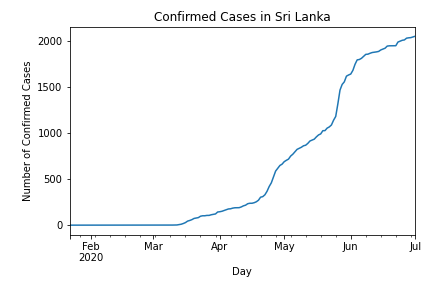 Confirmed Cases in Sri Lanka
Number of Confirmed Cases
2000
1500
1000
500
0
Feb Mar Apr May Jun Jul
2020
Day